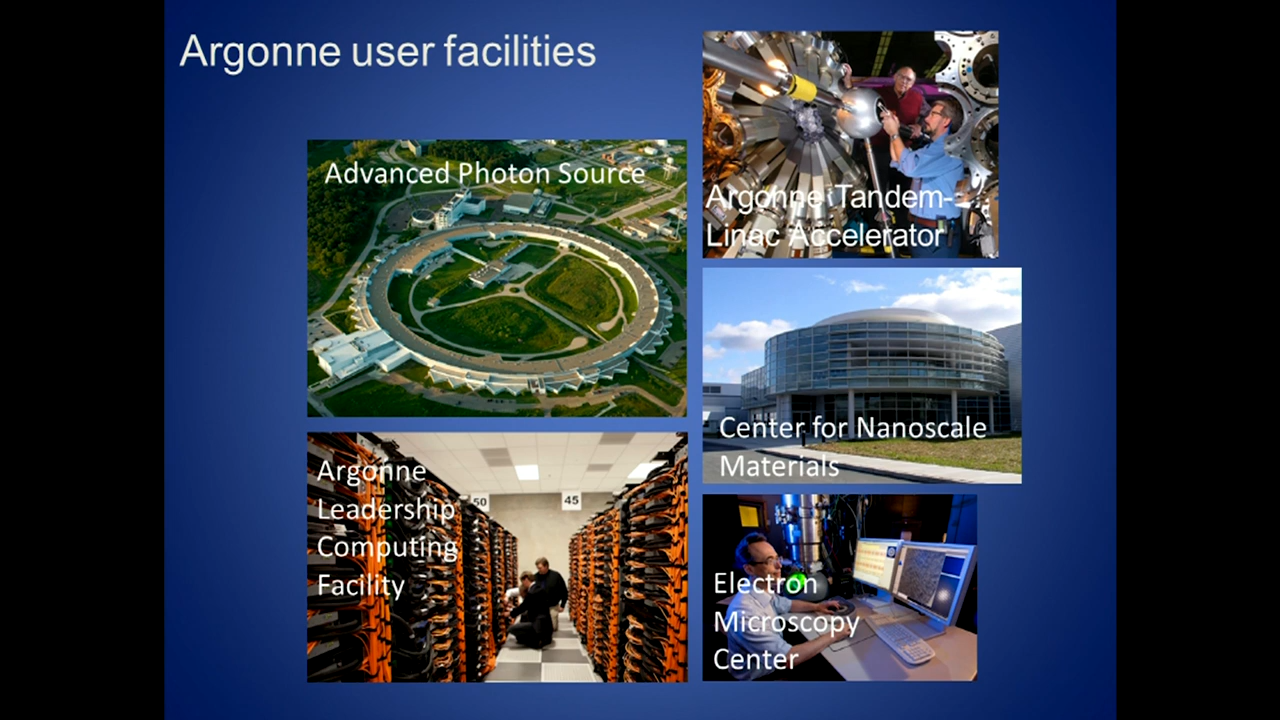 Argonne user facilities
Advanced Photon Source
Argonne Tandem-
Linac Accelerator
Center for Nanoscale
Materials
Argonne
Leadership
Computing
Facility
50
45
Electron
Microscopy
Center